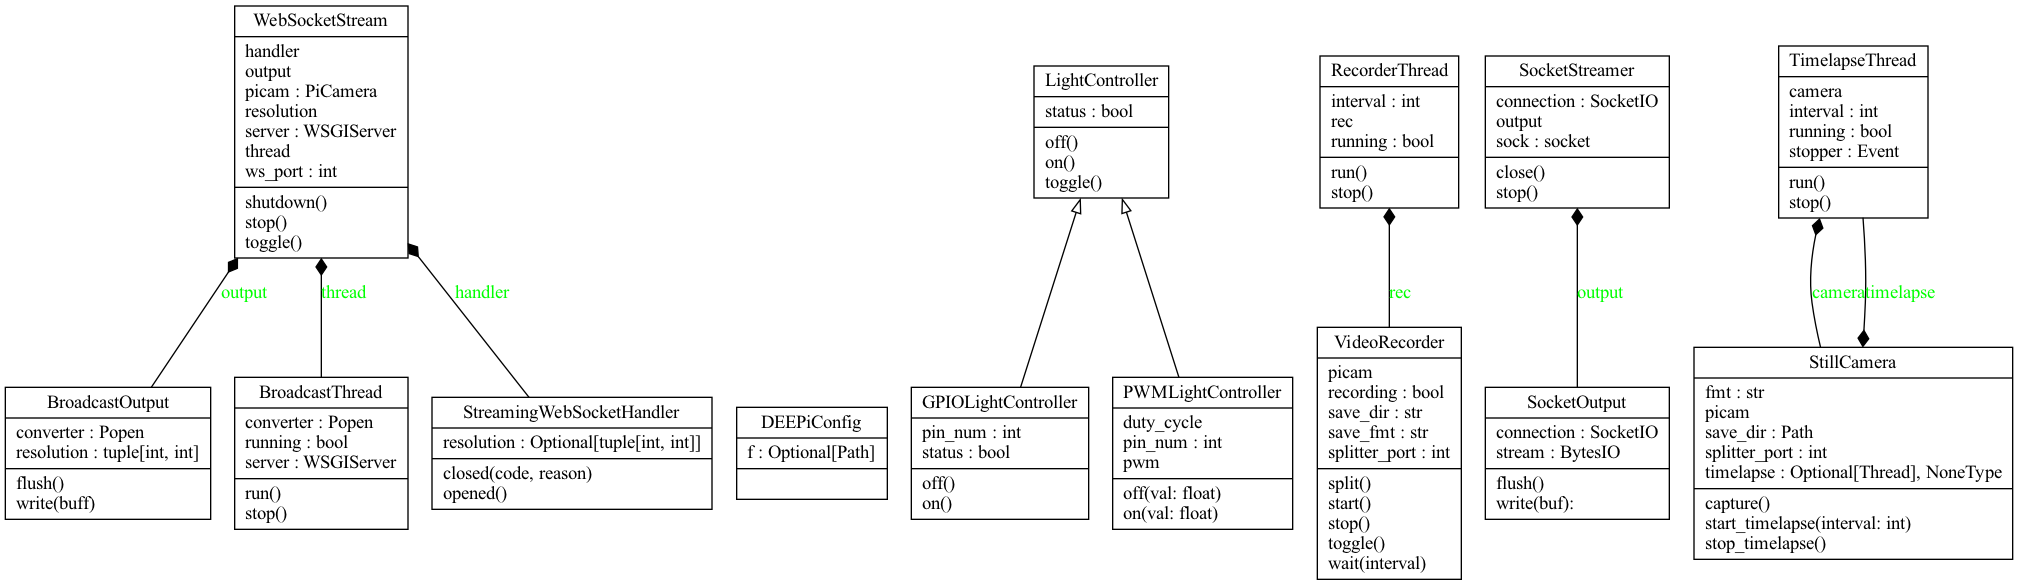 WebSocketStream
handler
output
picam : PiCamera
resolution
server : WSGIServer
thread
ws_port : int
shutdown()
stop()
toggle()
LightController
status : bool
off()
on()
toggle()
RecorderThread
interval : int
rec
running : bool
run()
stop()
SocketStreamer
connection : SocketIO
output
sock : socket
close()
stop()
TimelapseThread
camera
interval : int
running : bool
stopper : Event
run()
stop()
output
thread
handler
rec
output
camera
timelapse
BroadcastOutput
converter : Popen
resolution : tuple[int, int]
flush()
write(buff)
BroadcastThread
converter : Popen
running : bool
server : WSGIServer
run()
stop()
StreamingWebSocketHandler
resolution : Optional[tuple[int, int]]
closed(code, reason)
opened()
DEEPiConfig
f : Optional[Path]
GPIOLightController
pin_num : int
status : bool
off()
on()
PWMLightController
duty_cycle
pin_num : int
pwm
off(val: float)
on(val: float)
VideoRecorder
picam
recording : bool
save_dir : str
save_fmt : str
splitter_port : int
split()
start()
stop()
toggle()
wait(interval)
SocketOutput
connection : SocketIO
stream : BytesIO
flush()
write(buf):
StillCamera
fmt : str
picam
save_dir : Path
splitter_port : int
timelapse : Optional[Thread], NoneType
capture()
start_timelapse(interval: int)
stop_timelapse()